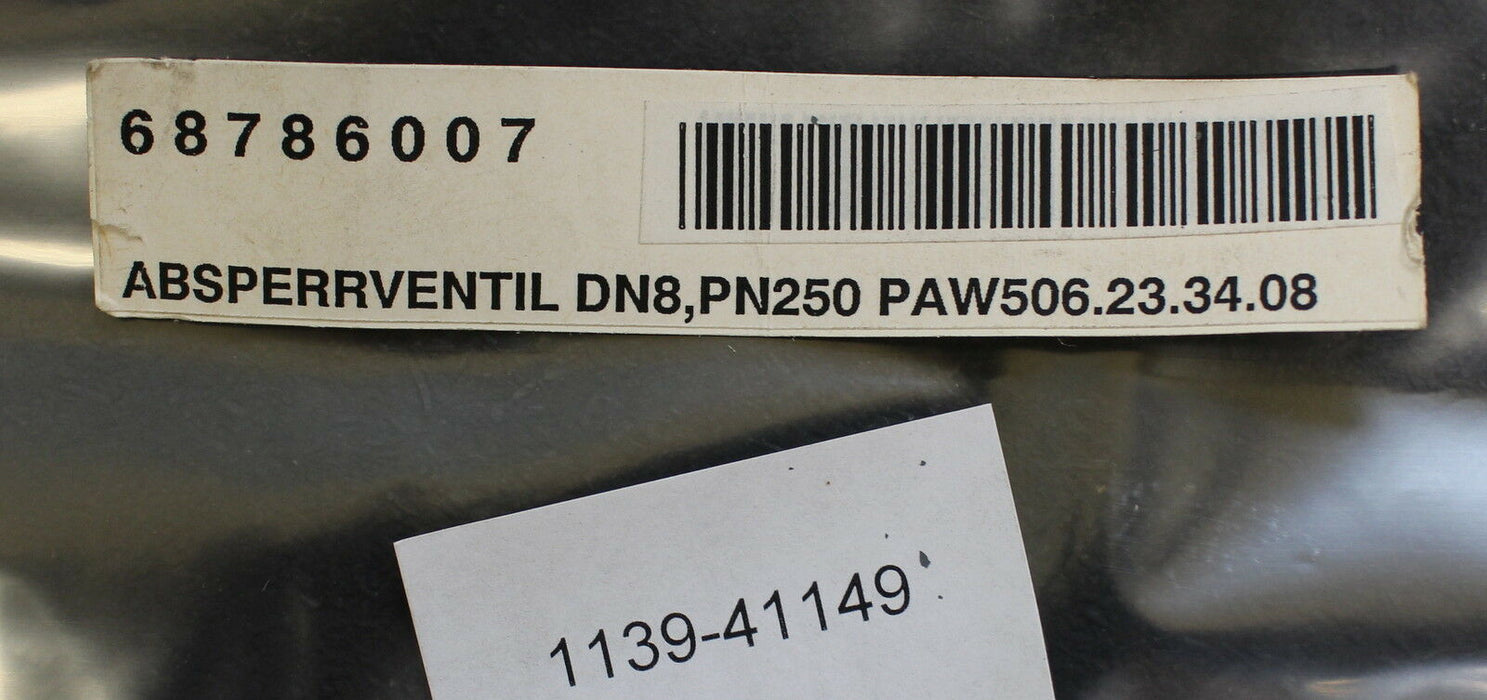 68786007
ABSPERRVENTIL DN8,PN250 PAW506.23.34.08
1139-41149